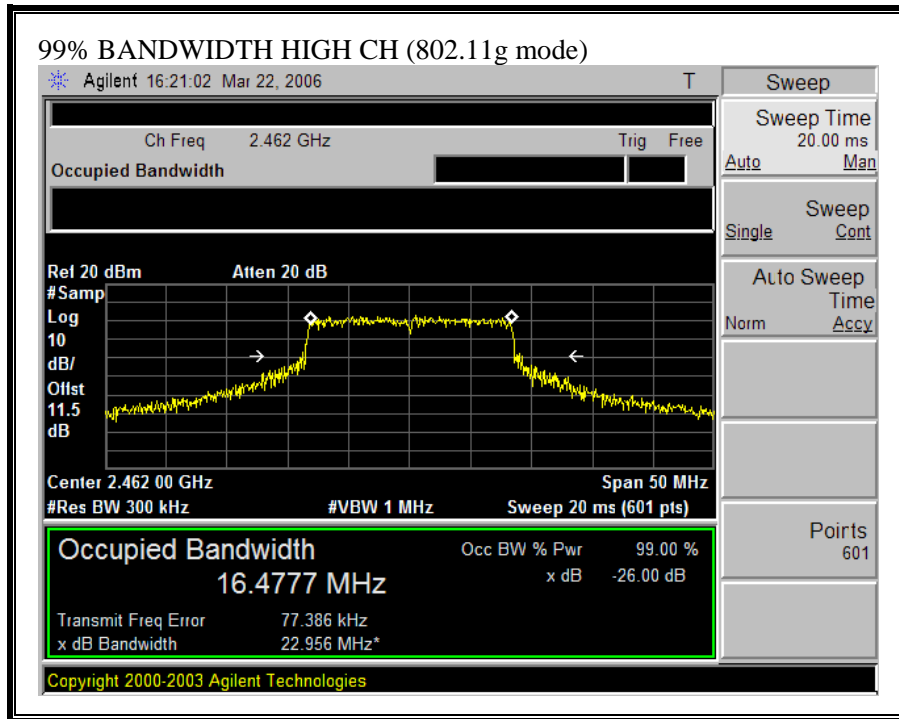 99% BANDWIDTH HIGH CH (802.11g mode)
Agilent 16:21:02 Mar 22, 2006 T
Sweep
Ch Freq 2.462 GHz Trig Free
Occupied Bandwidth
Sweep Time
20.00 ms
Auto Man
Sweep
Single Cont
Auto Sweep
Time
Norm Accy
Points
601
Ref 20 dBm Atten 20 dB
#Samp
Log
10
dB/
Offst
11.5
dB
Center 2.462 00 GHz Span 50 MHz
#Res BW 300 kHz #VBW 1 MHz Sweep 20 ms (601 pts)
Occupied Bandwidth
16.4777 MHz
Occ BW % Pwr 99.00 %
x dB -26.00 dB
Transmit Freq Error 77.386 kHz
x dB Bandwidth 22.956 MHz*
Copyright 2000-2003 Agilent Technologies